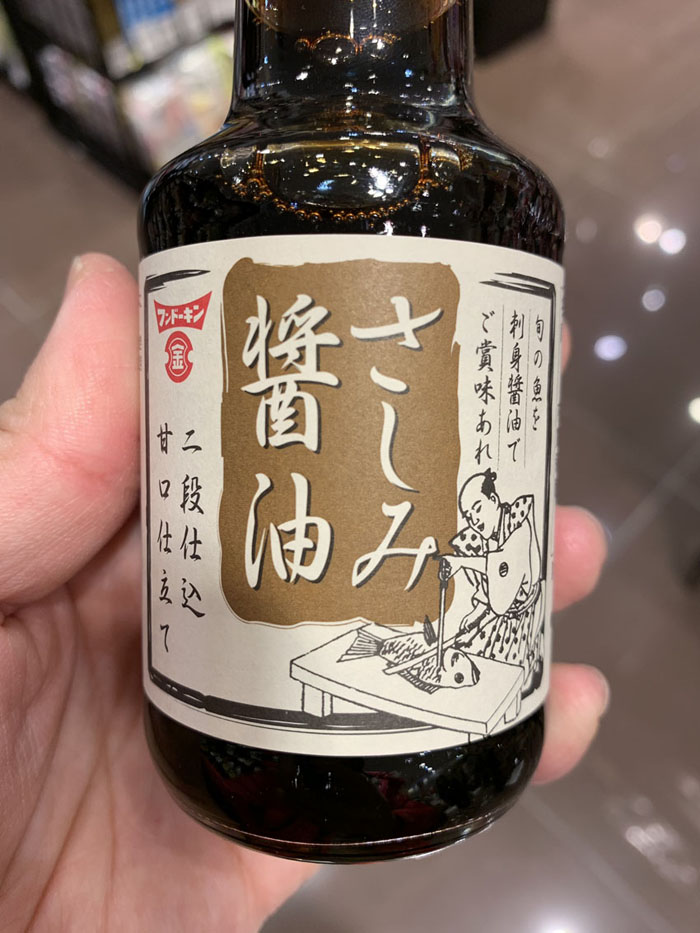 旬の魚を
刺身醤油で
ご賞味あれ
さしみ
醤油
フンドーキン
金
二段仕込
甘口仕立て